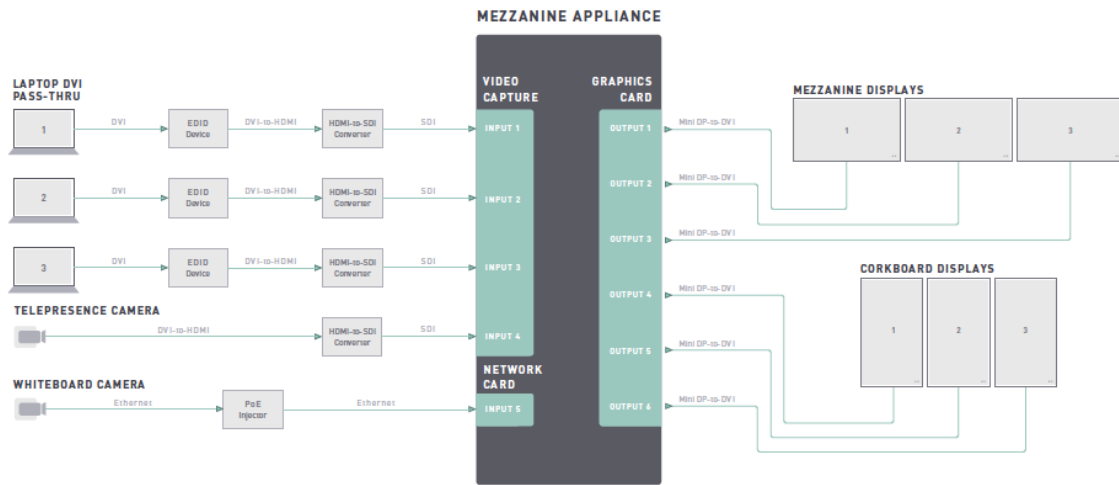 MEZZANINE APPLIANCE
LAPTOP DVI
PASS-THRU
1
DVI
EDID
Device
DVI-to-HDMI
HDMI-to-SDI
Converter
SDI
2
DVI
EDID
Device
DVI-to-HDMI
HDMI-to-SDI
Converter
SDI
3
DVI
EDID
Device
DVI-to-HDMI
HDMI-to-SDI
Converter
SDI
TELEPRESENCE CAMERA
DVI-to-HDMI
HDMI-to-SDI
Converter
SDI
WHITEBOARD CAMERA
Ethernet
PoE
Injector
Ethernet
VIDEO
CAPTURE
INPUT 1
INPUT 2
INPUT 3
INPUT 4
NETWORK
CARD
INPUT 5
GRAPHICS
CARD
OUTPUT 1
OUTPUT 2
OUTPUT 3
OUTPUT 4
OUTPUT 5
OUTPUT 6
Mini DP-to-DVI
Mini DP-to-DVI
Mini DP-to-DVI
Mini DP-to-DVI
Mini DP-to-DVI
Mini DP-to-DVI
MEZZANINE DISPLAYS
1
2
3
CORKBOARD DISPLAYS
1
2
3